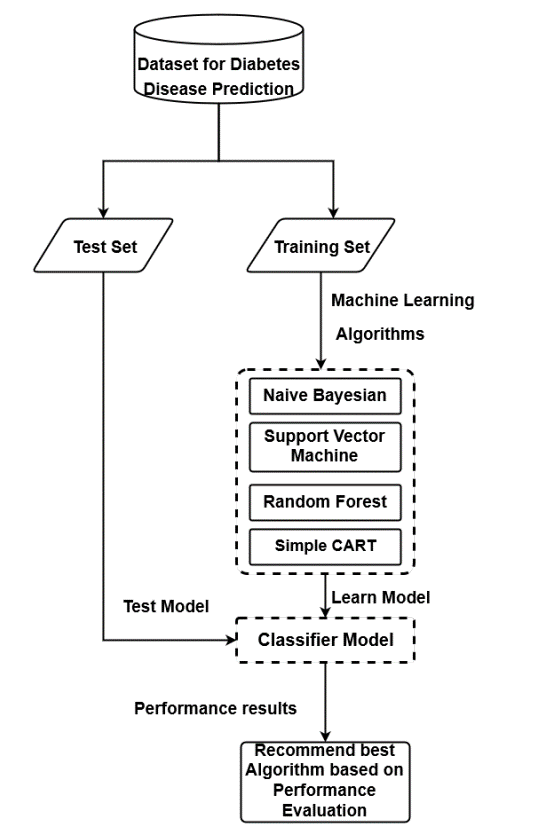 Dataset for Diabetes
Disease Prediction
Test Set
Training Set
Machine Learning
Algorithms
Naive Bayesian
Support Vector
Machine
Random Forest
Simple CART
Test Model
Learn Model
Classifier Model
Performance results
Recommend best
Algorithm based on
Performance
Evaluation